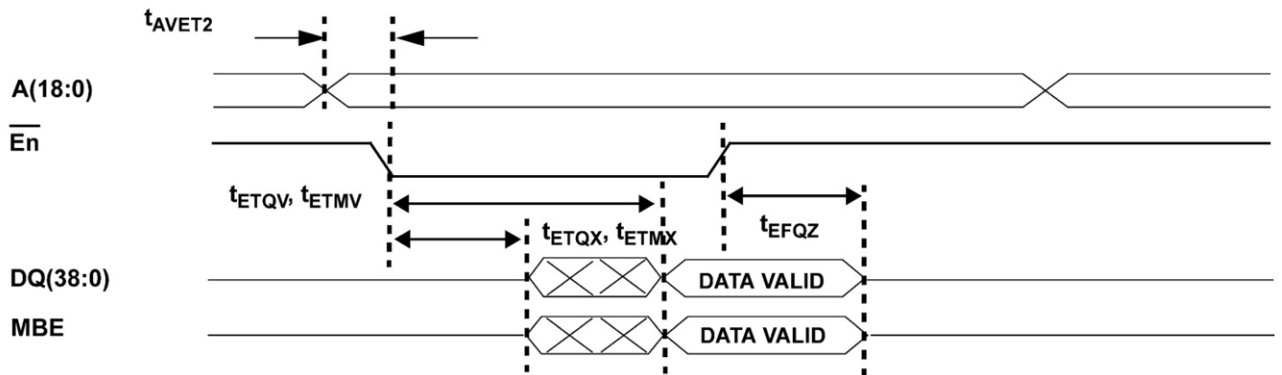 tAVET2
A(18:0)
En
tETQV, tETMV
tETQX, tETMX
tEFQZ
DQ(38:0)
DATA VALID
MBE
DATA VALID